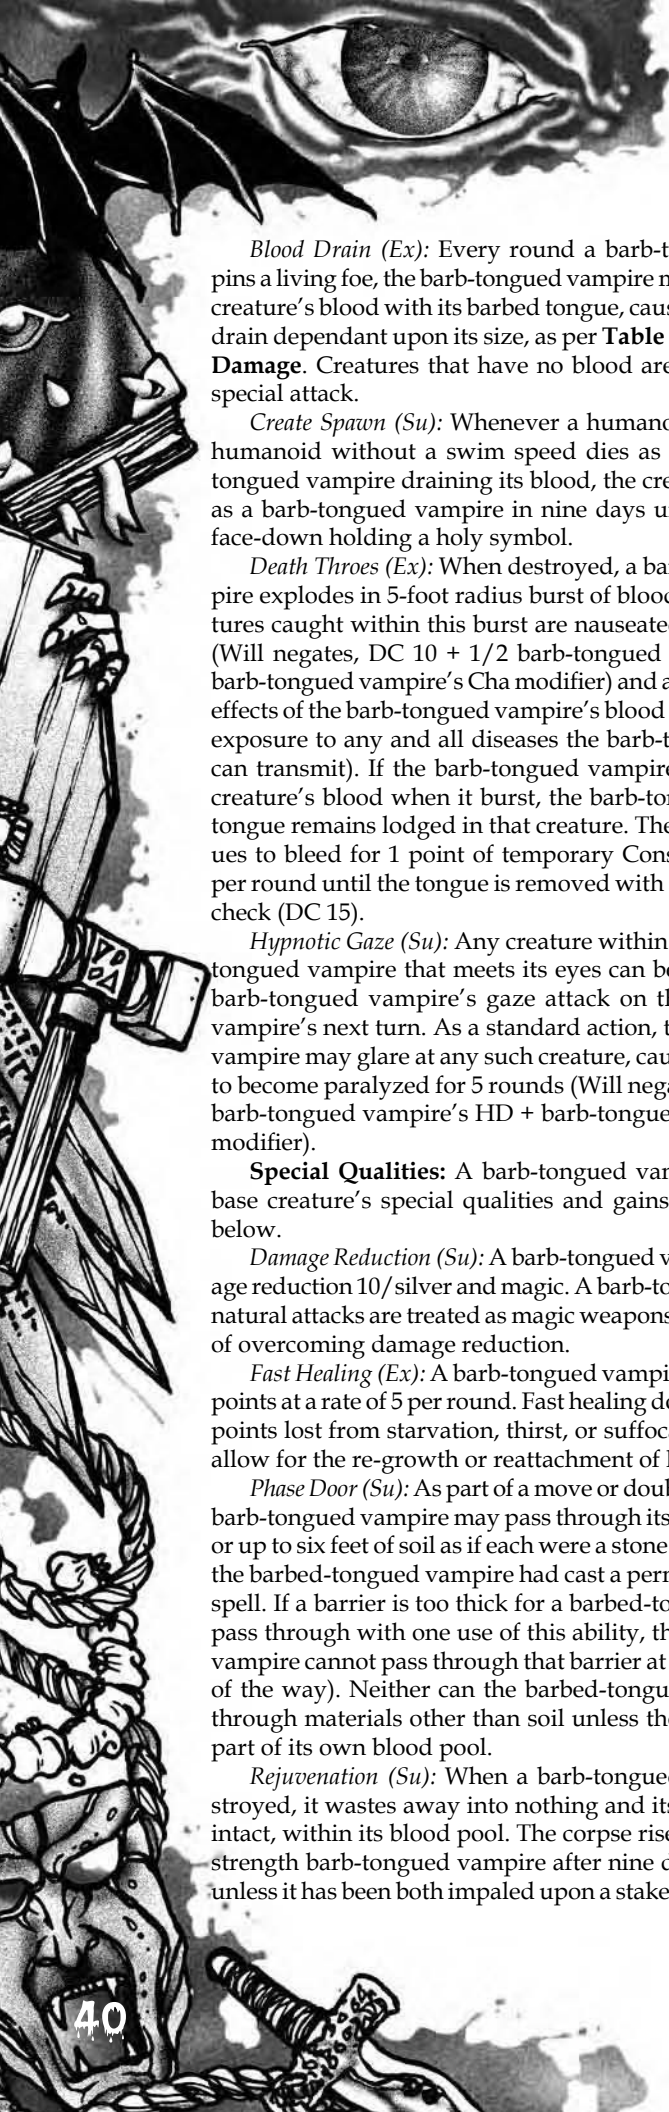 Blood Drain (Ex): Every round a barb-t
pins a living foe, the barb-tongued vampire m
creature’s blood with its barbed tongue, caus
drain dependant upon its size, as per Table
Damage. Creatures that have no blood are
special attack.
Create Spawn (Su): Whenever a humano
humanoid without a swim speed dies as
tongued vampire draining its blood, the cre
as a barb-tongued vampire in nine days u
face-down holding a holy symbol.
Death Throes (Ex): When destroyed, a ba
pire explodes in 5-foot radius burst of blood
tures caught within this burst are nauseate
(Will negates, DC 10 + 1/2 barb-tongued
barb-tongued vampire’s Cha modifier) and a
effects of the barb-tongued vampire’s blood
exposure to any and all diseases the barb-t
can transmit). If the barb-tongued vampire
creature’s blood when it burst, the barb-ton
tongue remains lodged in that creature. The
ues to bleed for 1 point of temporary Cons
per round until the tongue is removed with
check (DC 15).
Hypnotic Gaze (Su): Any creature within
tongued vampire that meets its eyes can be
barb-tongued vampire’s gaze attack on th
vampire’s next turn. As a standard action, t
vampire may glare at any such creature, cau
to become paralyzed for 5 rounds (Will nega
barb-tongued vampire’s HD + barb-tongue
modifier).
Special Qualities: A barb-tongued vam
base creature’s special qualities and gains
below.
Damage Reduction (Su): A barb-tongued v
age reduction 10/silver and magic. A barb-to
natural attacks are treated as magic weapons
of overcoming damage reduction.
Fast Healing (Ex): A barb-tongued vampi
points at a rate of 5 per round. Fast healing do
points lost from starvation, thirst, or suffoc
allow for the re-growth or reattachment of l
Phase Door (Su): As part of a move or doub
barb-tongued vampire may pass through its
or up to six feet of soil as if each were a stone
the barbed-tongued vampire had cast a perm
spell. If a barrier is too thick for a barbed-to
pass through with one use of this ability, th
vampire cannot pass through that barrier at
of the way). Neither can the barbed-tongu
through materials other than soil unless the
part of its own blood pool.
Rejuvenation (Su): When a barb-tongued
stroyed, it wastes away into nothing and its
intact, within its blood pool. The corpse rise
strength barb-tongued vampire after nine d
unless it has been both impaled upon a stake
40